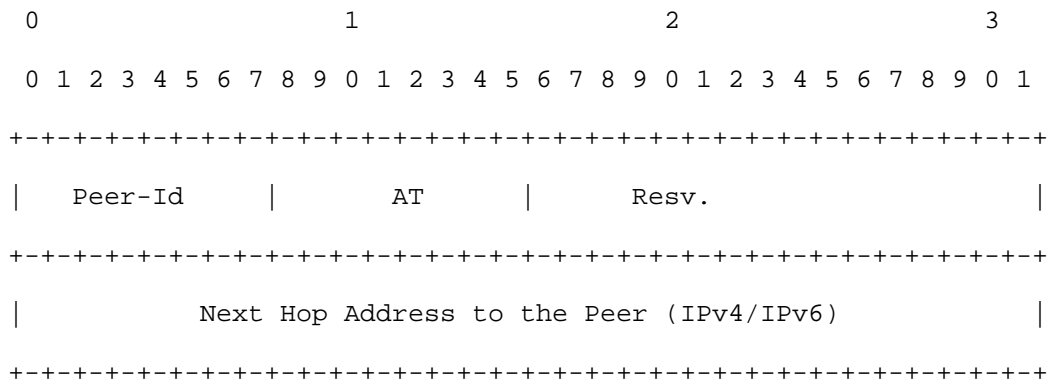 0                   1                   2                   3
 0 1 2 3 4 5 6 7 8 9 0 1 2 3 4 5 6 7 8 9 0 1 2 3 4 5 6 7 8 9 0 1
+-+-+-+-+-+-+-+-+-+-+-+-+-+-+-+-+-+-+-+-+-+-+-+-+-+-+-+-+-+-+-+-+
|   Peer-Id     |       AT      |      Resv.                    |
+-+-+-+-+-+-+-+-+-+-+-+-+-+-+-+-+-+-+-+-+-+-+-+-+-+-+-+-+-+-+-+-+
|           Next Hop Address to the Peer (IPv4/IPv6)            |
+-+-+-+-+-+-+-+-+-+-+-+-+-+-+-+-+-+-+-+-+-+-+-+-+-+-+-+-+-+-+-+-+